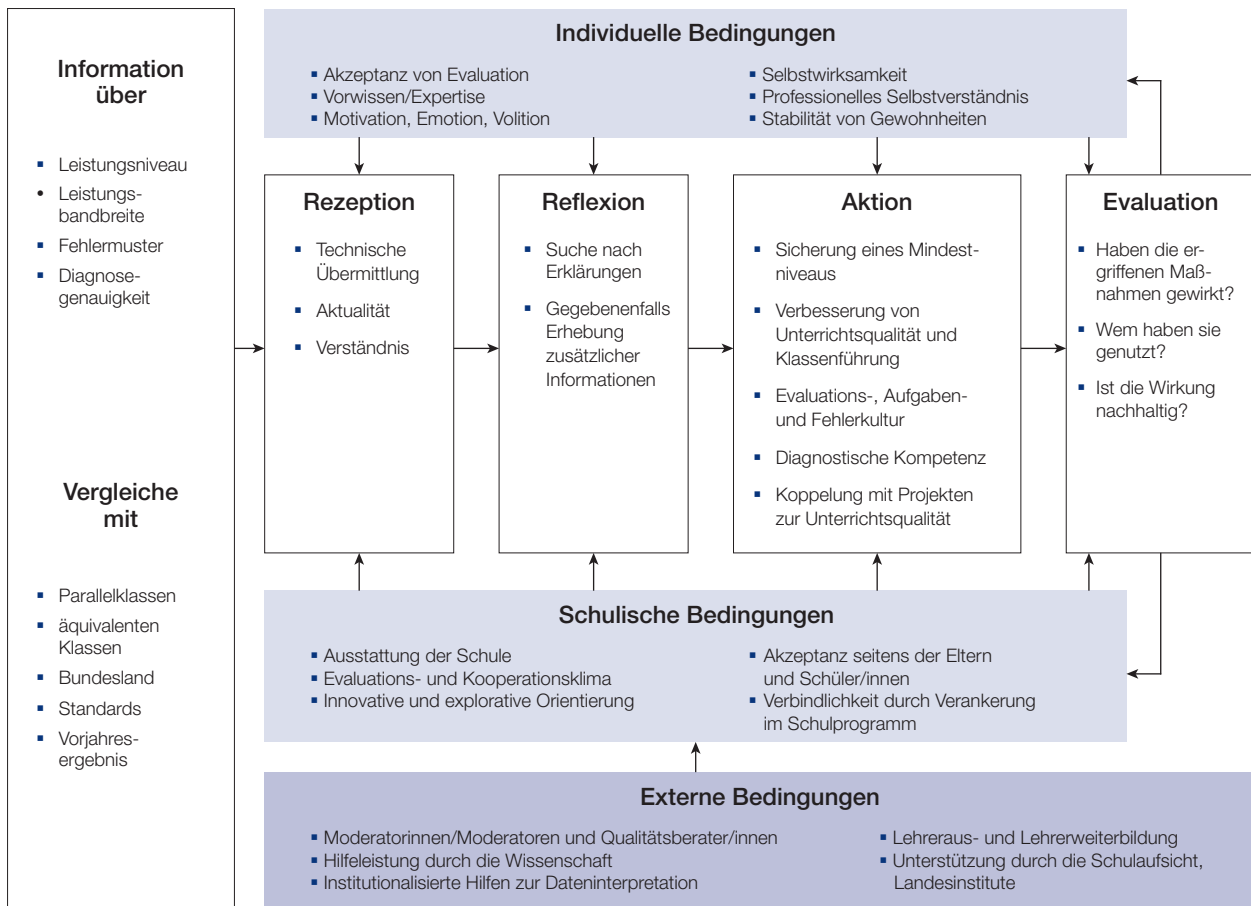 Information
über
Leistungsniveau
Leistungs-
bandbreite
Fehlermuster
Diagnose-
genauigkeit
Vergleiche
mit
Parallelklassen
äquivalenten
Klassen
Bundesland
Standards
Vorjahres-
ergebnis
Individuelle Bedingungen
Akzeptanz von Evaluation
Vorwissen/Expertise
Motivation, Emotion, Volition
Selbstwirksamkeit
Professionelles Selbstverständnis
Stabilität von Gewohnheiten
Rezeption
Technische
Übermittlung
Aktualität
Verständnis
Reflexion
Suche nach
Erklärungen
Gegebenenfalls
Erhebung
zusätzlicher
Informationen
Aktion
Sicherung eines Mindest-
niveaus
Verbesserung von
Unterrichtsqualität und
Klassenführung
Evaluations-, Aufgaben-
und Fehlerkultur
Diagnostische Kompetenz
Koppelung mit Projekten
zur Unterrichtsqualität
Evaluation
Haben die er-
griffenen Maß-
nahmen gewirkt?
Wem haben sie
genutzt?
Ist die Wirkung
nachhaltig?
Schulische Bedingungen
Ausstattung der Schule
Evaluations- und Kooperationsklima
Innovative und explorative Orientierung
Akzeptanz seitens der Eltern
und Schüler/innen
Verbindlichkeit durch Verankerung
im Schulprogramm
Externe Bedingungen
Moderatorinnen/Moderatoren und Qualitätsberater/innen
Hilfeleistung durch die Wissenschaft
Institutionalisierte Hilfen zur Dateninterpretation
Lehreraus- und Lehrerweiterbildung
Unterstützung durch die Schulaufsicht,
Landesinstitute